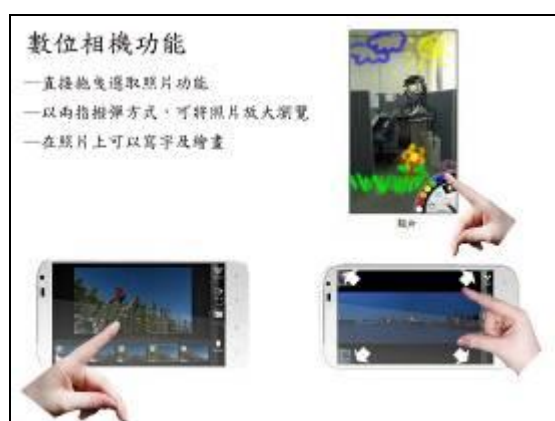 數位相機功能
—直接拖曳選取照片功能
—以兩指撥彈方式，可將照片放大瀏覽
—在照片上可以寫字及繪畫